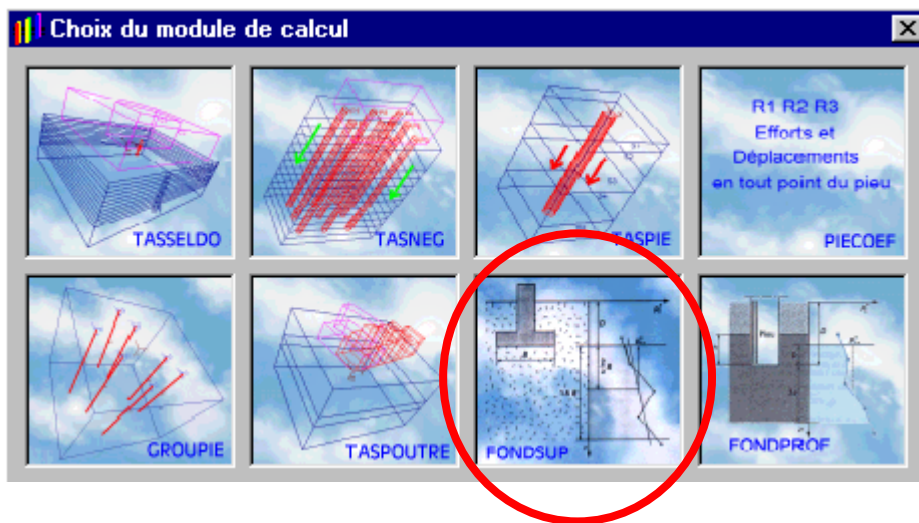 Choix du module de calcul
TASSELDO
TASNEG
TASPIE
R1 R2 R3
Efforts et
Déplacements
en tout point du pieu
PIECOEF
GROUPIE
TASPOUTRE
FONDSUP
FONDPROF